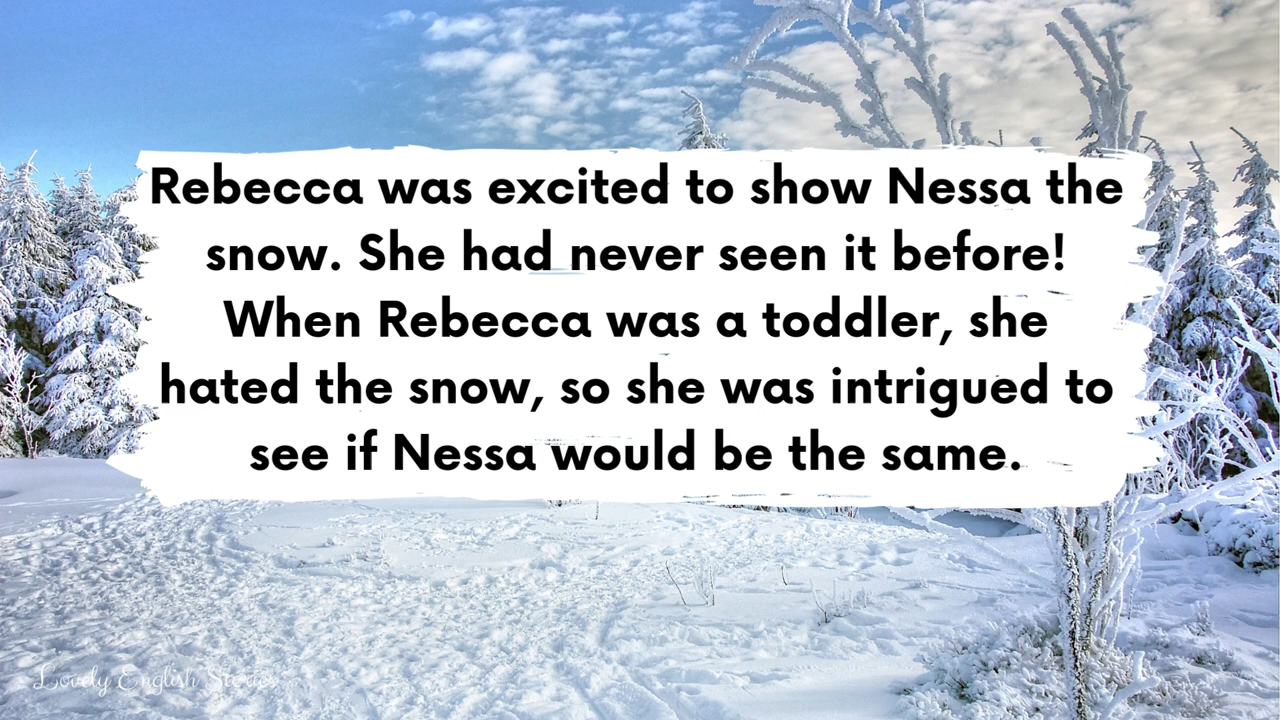 Rebecca was excited to show Nessa the
snow. She had never seen it before!
When Rebecca was a toddler, she
hated the snow, so she was intrigued to
see if Nessa would be the same.
Lovely English Stories